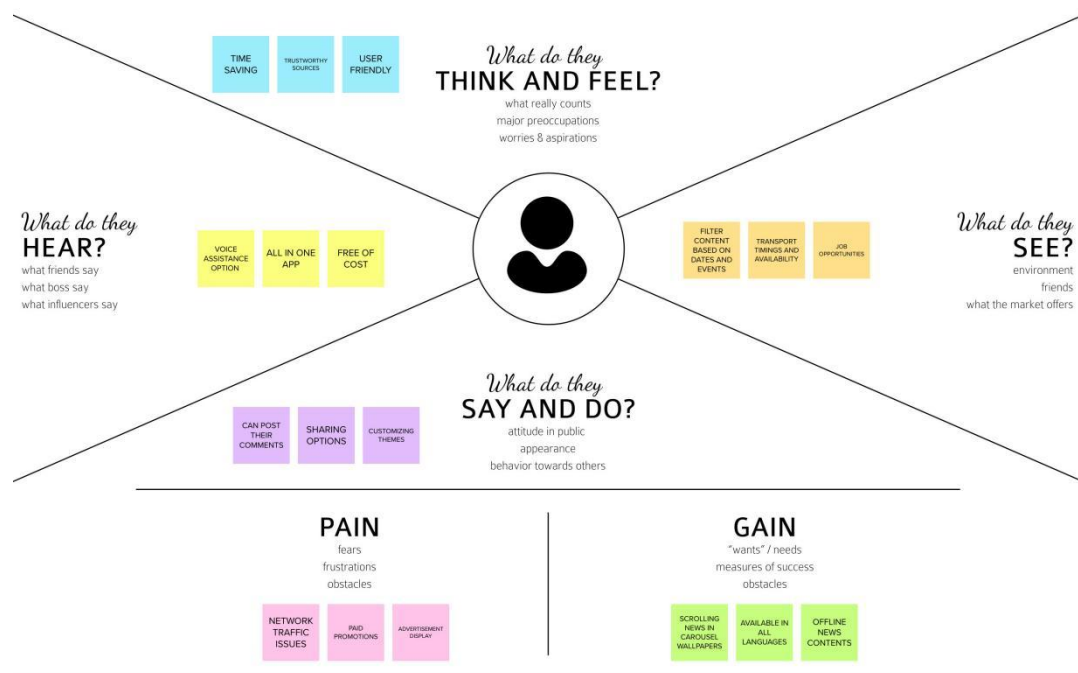 TIME
SAVING
TRUSTWORTHY
SOURCES
USER
FRIENDLY
What do they
THINK AND FEEL?
what really counts
major preoccupations
worries & aspirations
What do they
HEAR?
what friends say
what boss say
what influencers say
VOICE
ASSISTANCE
OPTION
ALL IN ONE
APP
FREE OF
COST
FILTER
CONTENT
BASED ON
DATES AND
EVENTS
TRANSPORT
TIMINGS AND
AVAILABILITY
JOB
OPPORTUNITIES
What do they
SEE?
environment
friends
what the market offers
What do they
SAY AND DO?
attitude in public
appearance
behavior towards others
CAN POST
THEIR
COMMENTS
SHARING
OPTIONS
CUSTOMIZING
THEMES
PAIN
fears
frustrations
obstacles
NETWORK
TRAFFIC
ISSUES
PAID
PROMOTIONS
ADVERTISEMENT
DISPLAY
GAIN
"wants" / needs
measures of success
obstacles
SCROLLING
NEWS IN
CAROUSEL
WALLPAPERS
AVAILABLE IN
ALL
LANGUAGES
OFFLINE
NEWS
CONTENTS